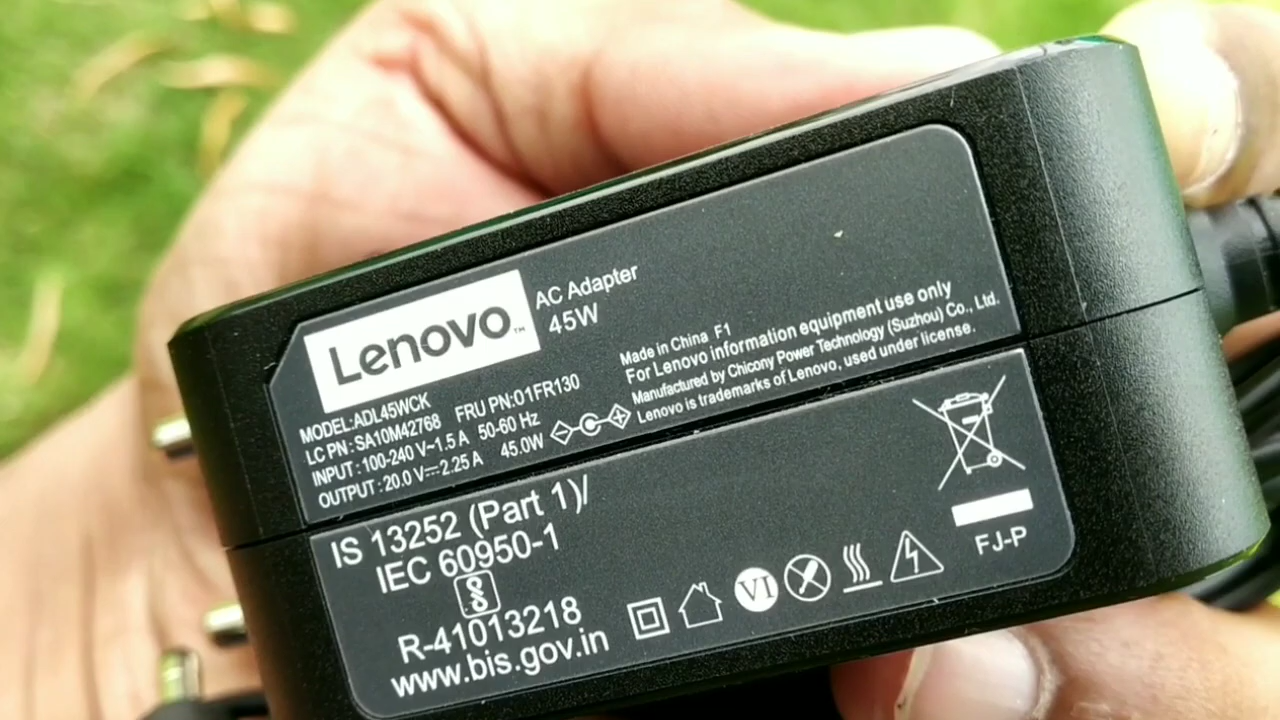 Lenovo™
AC Adapter
45W
MODEL:ADL45WCK
LC PN : SA10M42768 FRU PN:01FR130
INPUT : 100-240 V~1.5 A 50-60 Hz
OUTPUT : 20.0 V⎓2.25 A 45.0W
Made in China F1
For Lenovo information equipment use only
Manufactured by Chicony Power Technology (Suzhou) Co., Ltd.
Lenovo is trademarks of Lenovo, used under license.
IS 13252 (Part 1)/
IEC 60950-1
R-41013218
www.bis.gov.in
VI
FJ-P